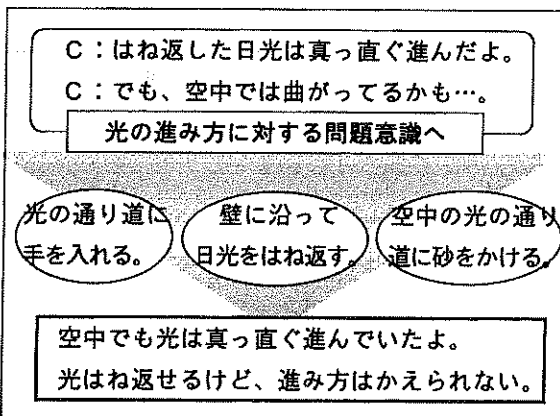 C：はね返した日光は真っ直ぐ進んだよ。
C：でも、空中では曲がってるかも…。
光の進み方に対する問題意識へ
光の通り道に
手を入れる。
壁に沿って
日光をはね返す。
空中の光の通り
道に砂をかける。
空中でも光は真っ直ぐ進んでいたよ。
光はね返せるけど、進み方はかえられない。